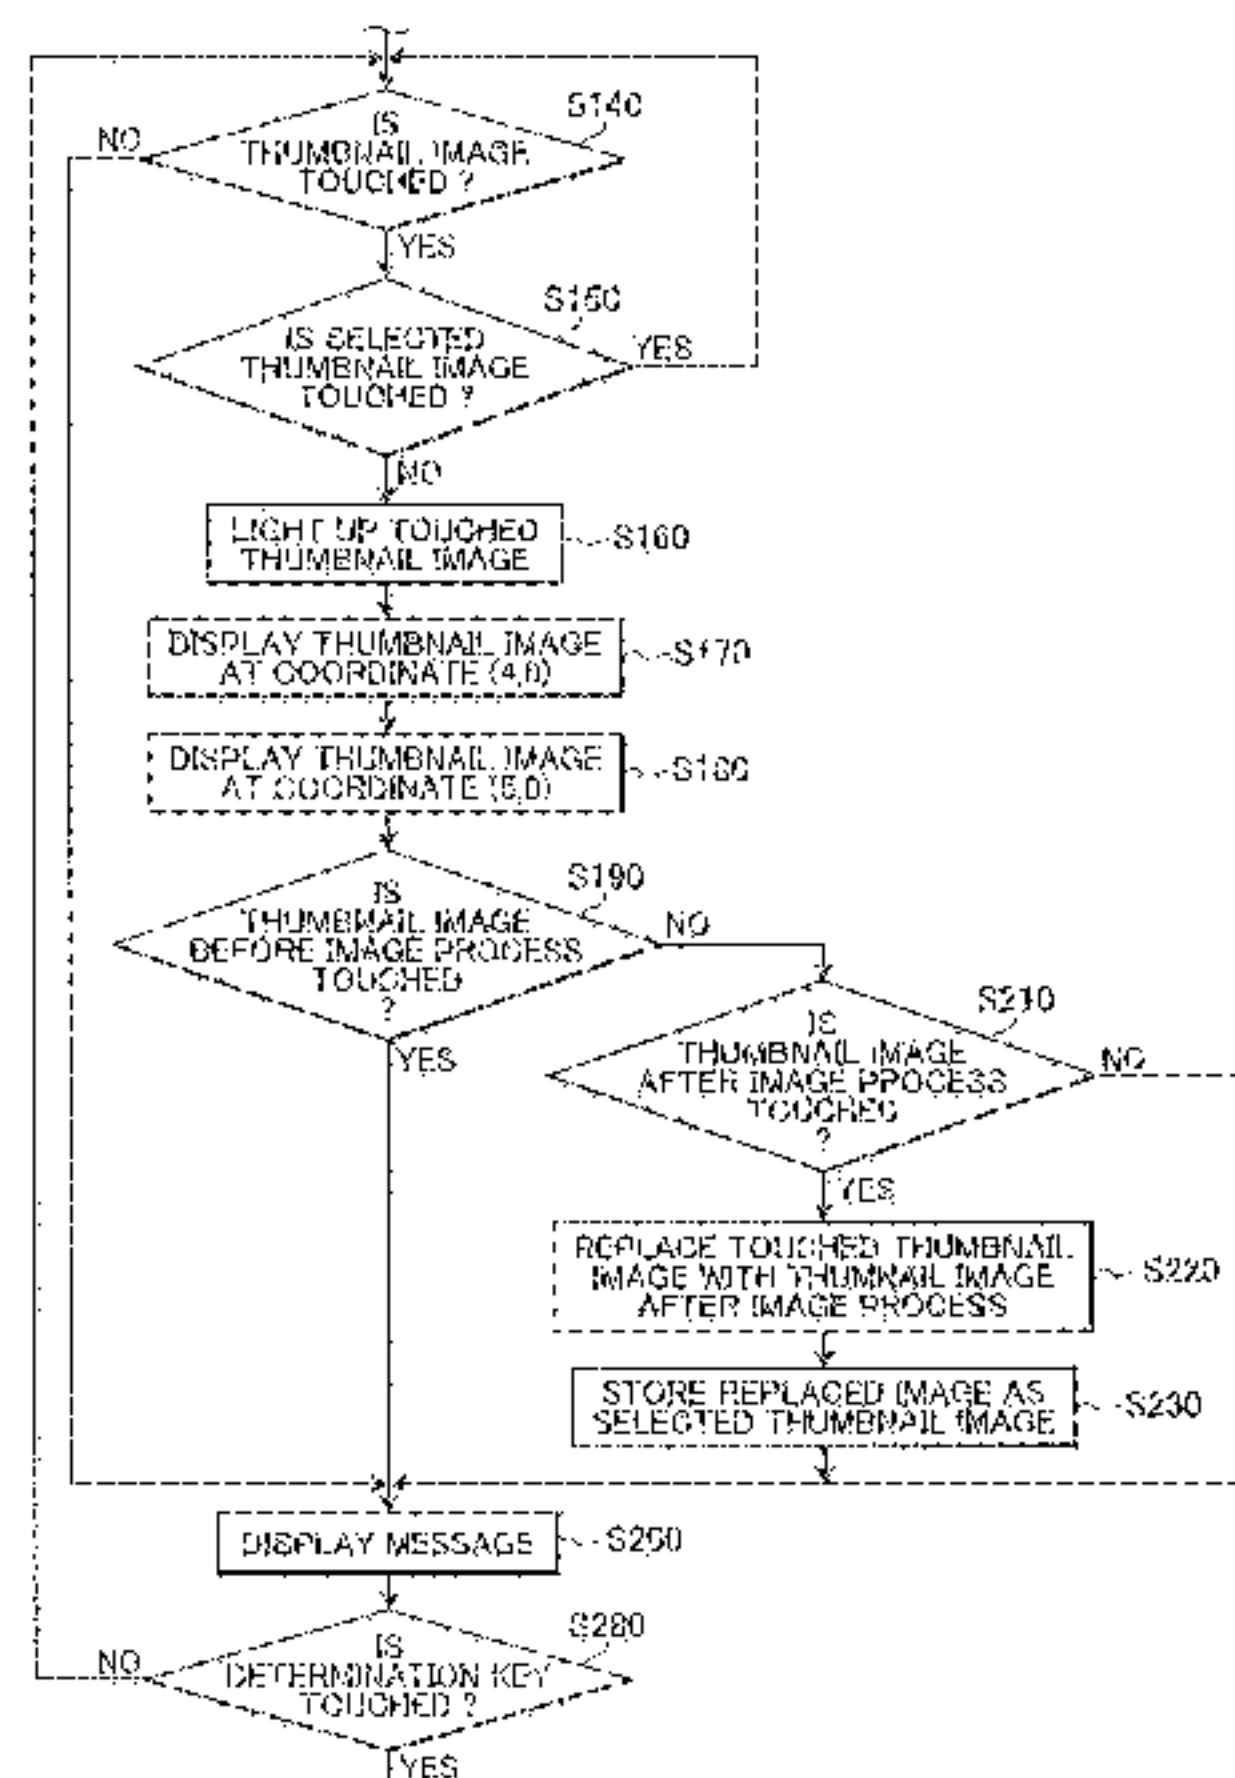 S140
IS
THUMBNAIL IMAGE
TOUCHED ?
NO
YES
S150
IS SELECTED
THUMBNAIL IMAGE
TOUCHED ?
YES
NO
LIGHT UP TOUCHED
THUMBNAIL IMAGE
S160
DISPLAY THUMBNAIL IMAGE
AT COORDINATE (4,0)
S170
DISPLAY THUMBNAIL IMAGE
AT COORDINATE (5,0)
S180
S190
IS
THUMBNAIL IMAGE
BEFORE IMAGE PROCESS
TOUCHED
?
NO
YES
S210
IS
THUMBNAIL IMAGE
AFTER IMAGE PROCESS
TOUCHED
?
NO
YES
REPLACE TOUCHED THUMBNAIL
IMAGE WITH THUMNAIL IMAGE
AFTER IMAGE PROCESS
S220
STORE REPLACED IMAGE AS
SELECTED THUMBNAIL IMAGE
S230
DISPLAY MESSAGE
IS
DETERMINATION KEY
TOUCHED ?
NO
YES